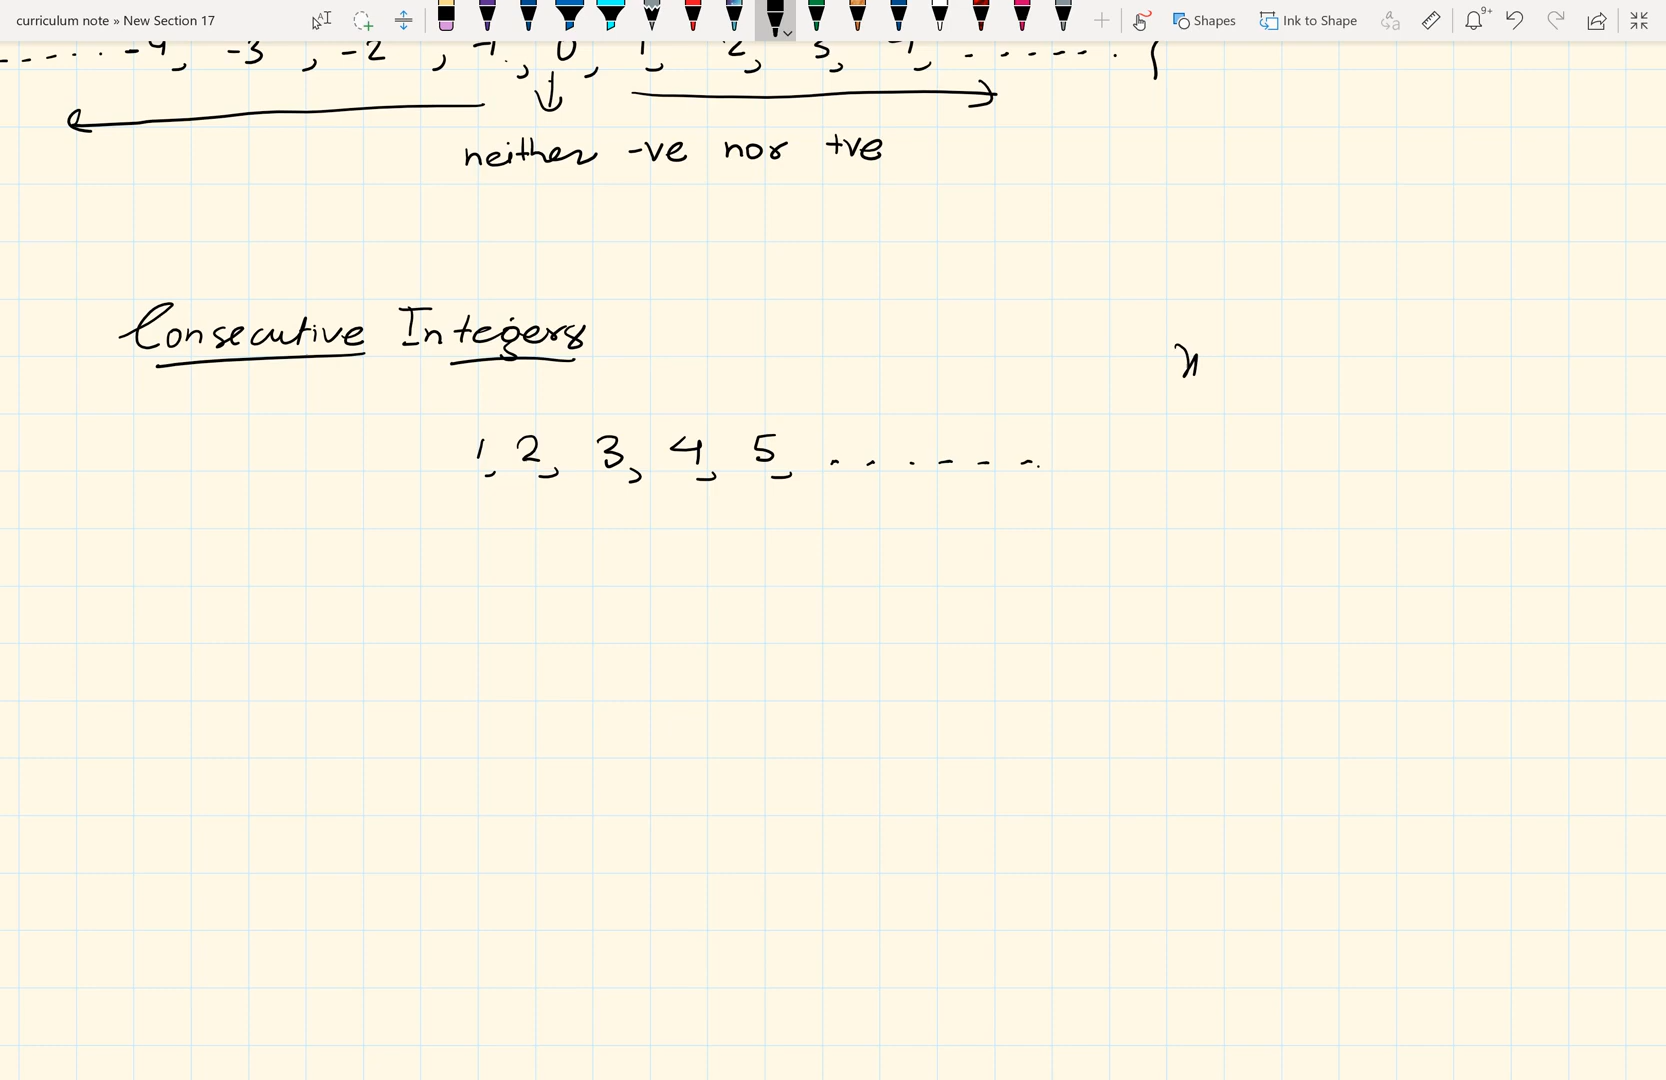 curriculum note » New Section 17
9+
Shapes
Ink to Shape
..... -4, -3, -2, -1, 0, 1, 2, 3, 4, ...... }
neither -ve nor +ve
Consecutive Integers
x
1, 2, 3, 4, 5, .......